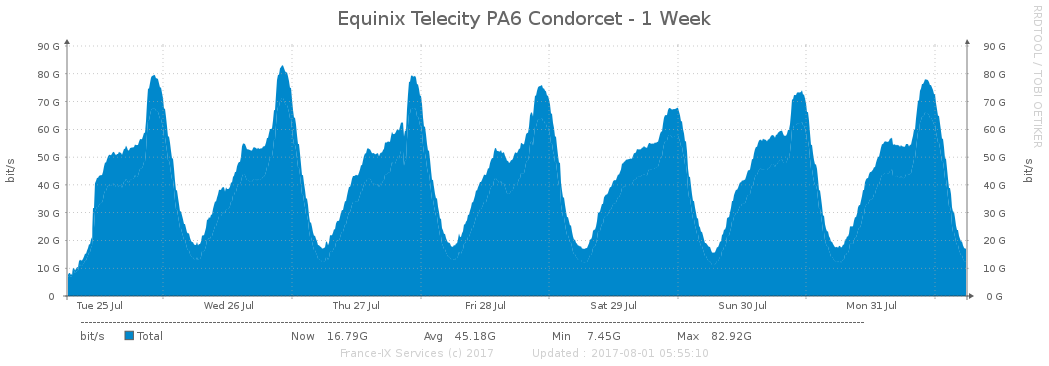 Equinix Telecity PA6 Condorcet - 1 Week
RRDTOOL / TOBI OETIKER
bit/s
90 G 90 G
80 G 80 G
70 G 70 G
60 G 60 G
50 G 50 G
40 G 40 G
30 G 30 G
20 G 20 G
10 G 10 G
0 0 G
bit/s
Tue 25 Jul Wed 26 Jul Thu 27 Jul Fri 28 Jul Sat 29 Jul Sun 30 Jul Mon 31 Jul
bit/s Total Now 16.79G Avg 45.18G Min 7.45G Max 82.92G
France-IX Services (c) 2017 Updated : 2017-08-01 05:55:10